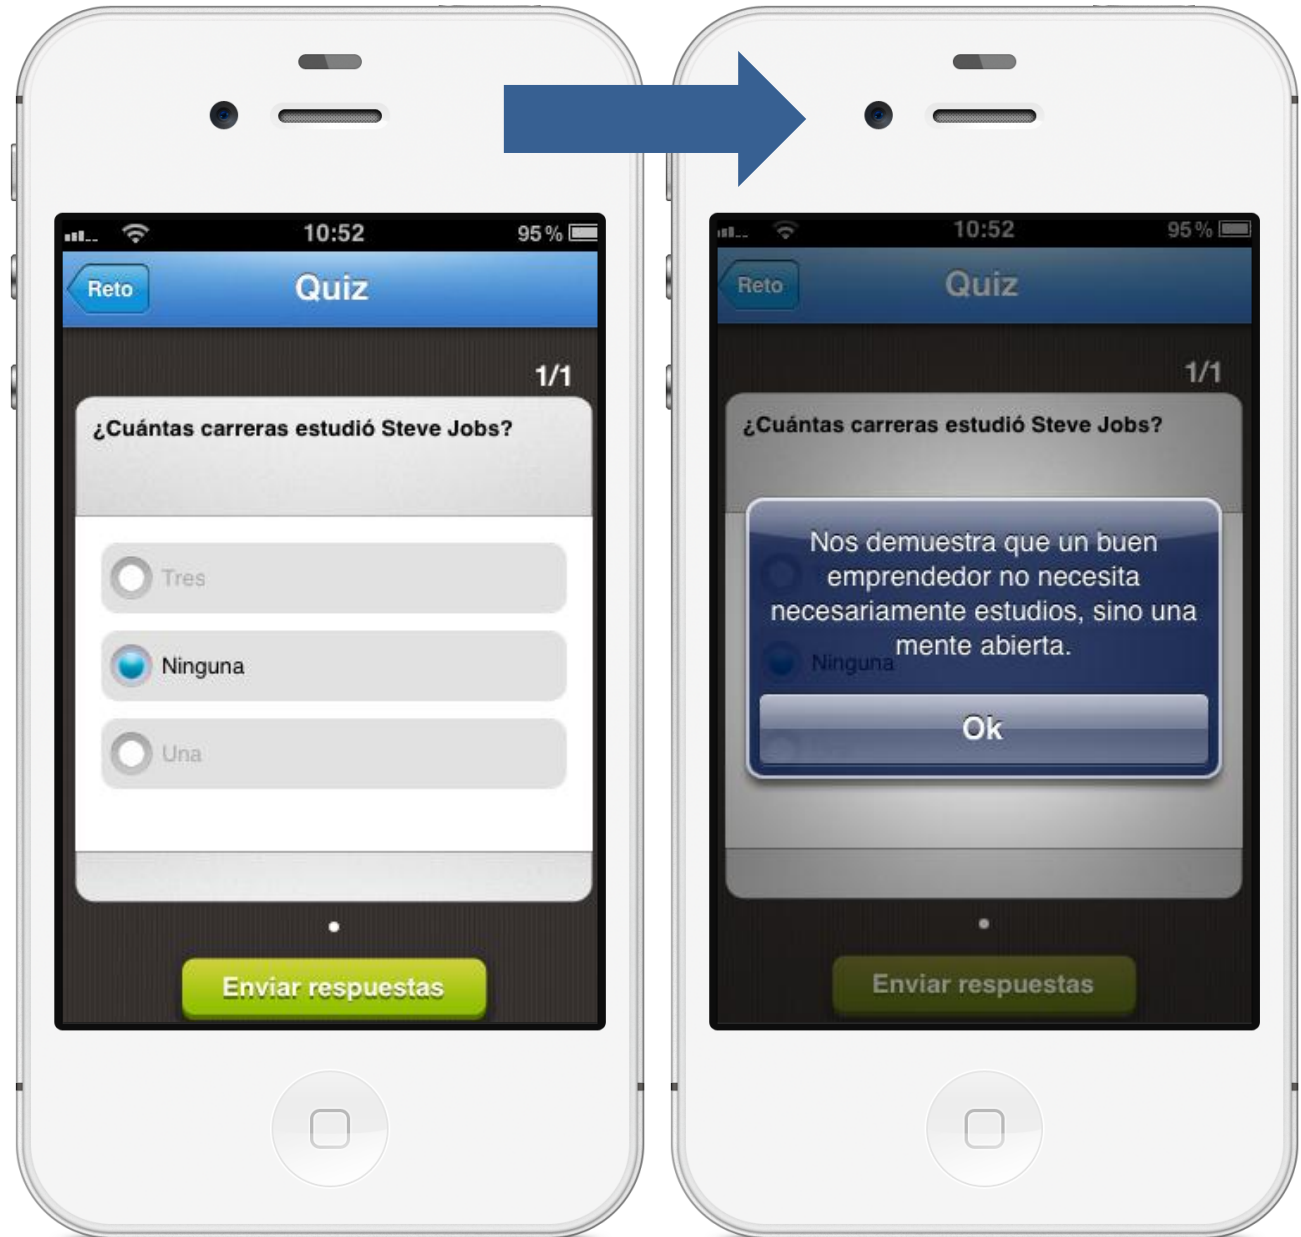 10:52
95 %
Reto
Quiz
1/1
¿Cuántas carreras estudió Steve Jobs?
Tres
Ninguna
Una
Enviar respuestas
10:52
95 %
Reto
Quiz
1/1
¿Cuántas carreras estudió Steve Jobs?
Nos demuestra que un buen
emprendedor no necesita
necesariamente estudios, sino una
mente abierta.
Ninguna
Ok
Enviar respuestas